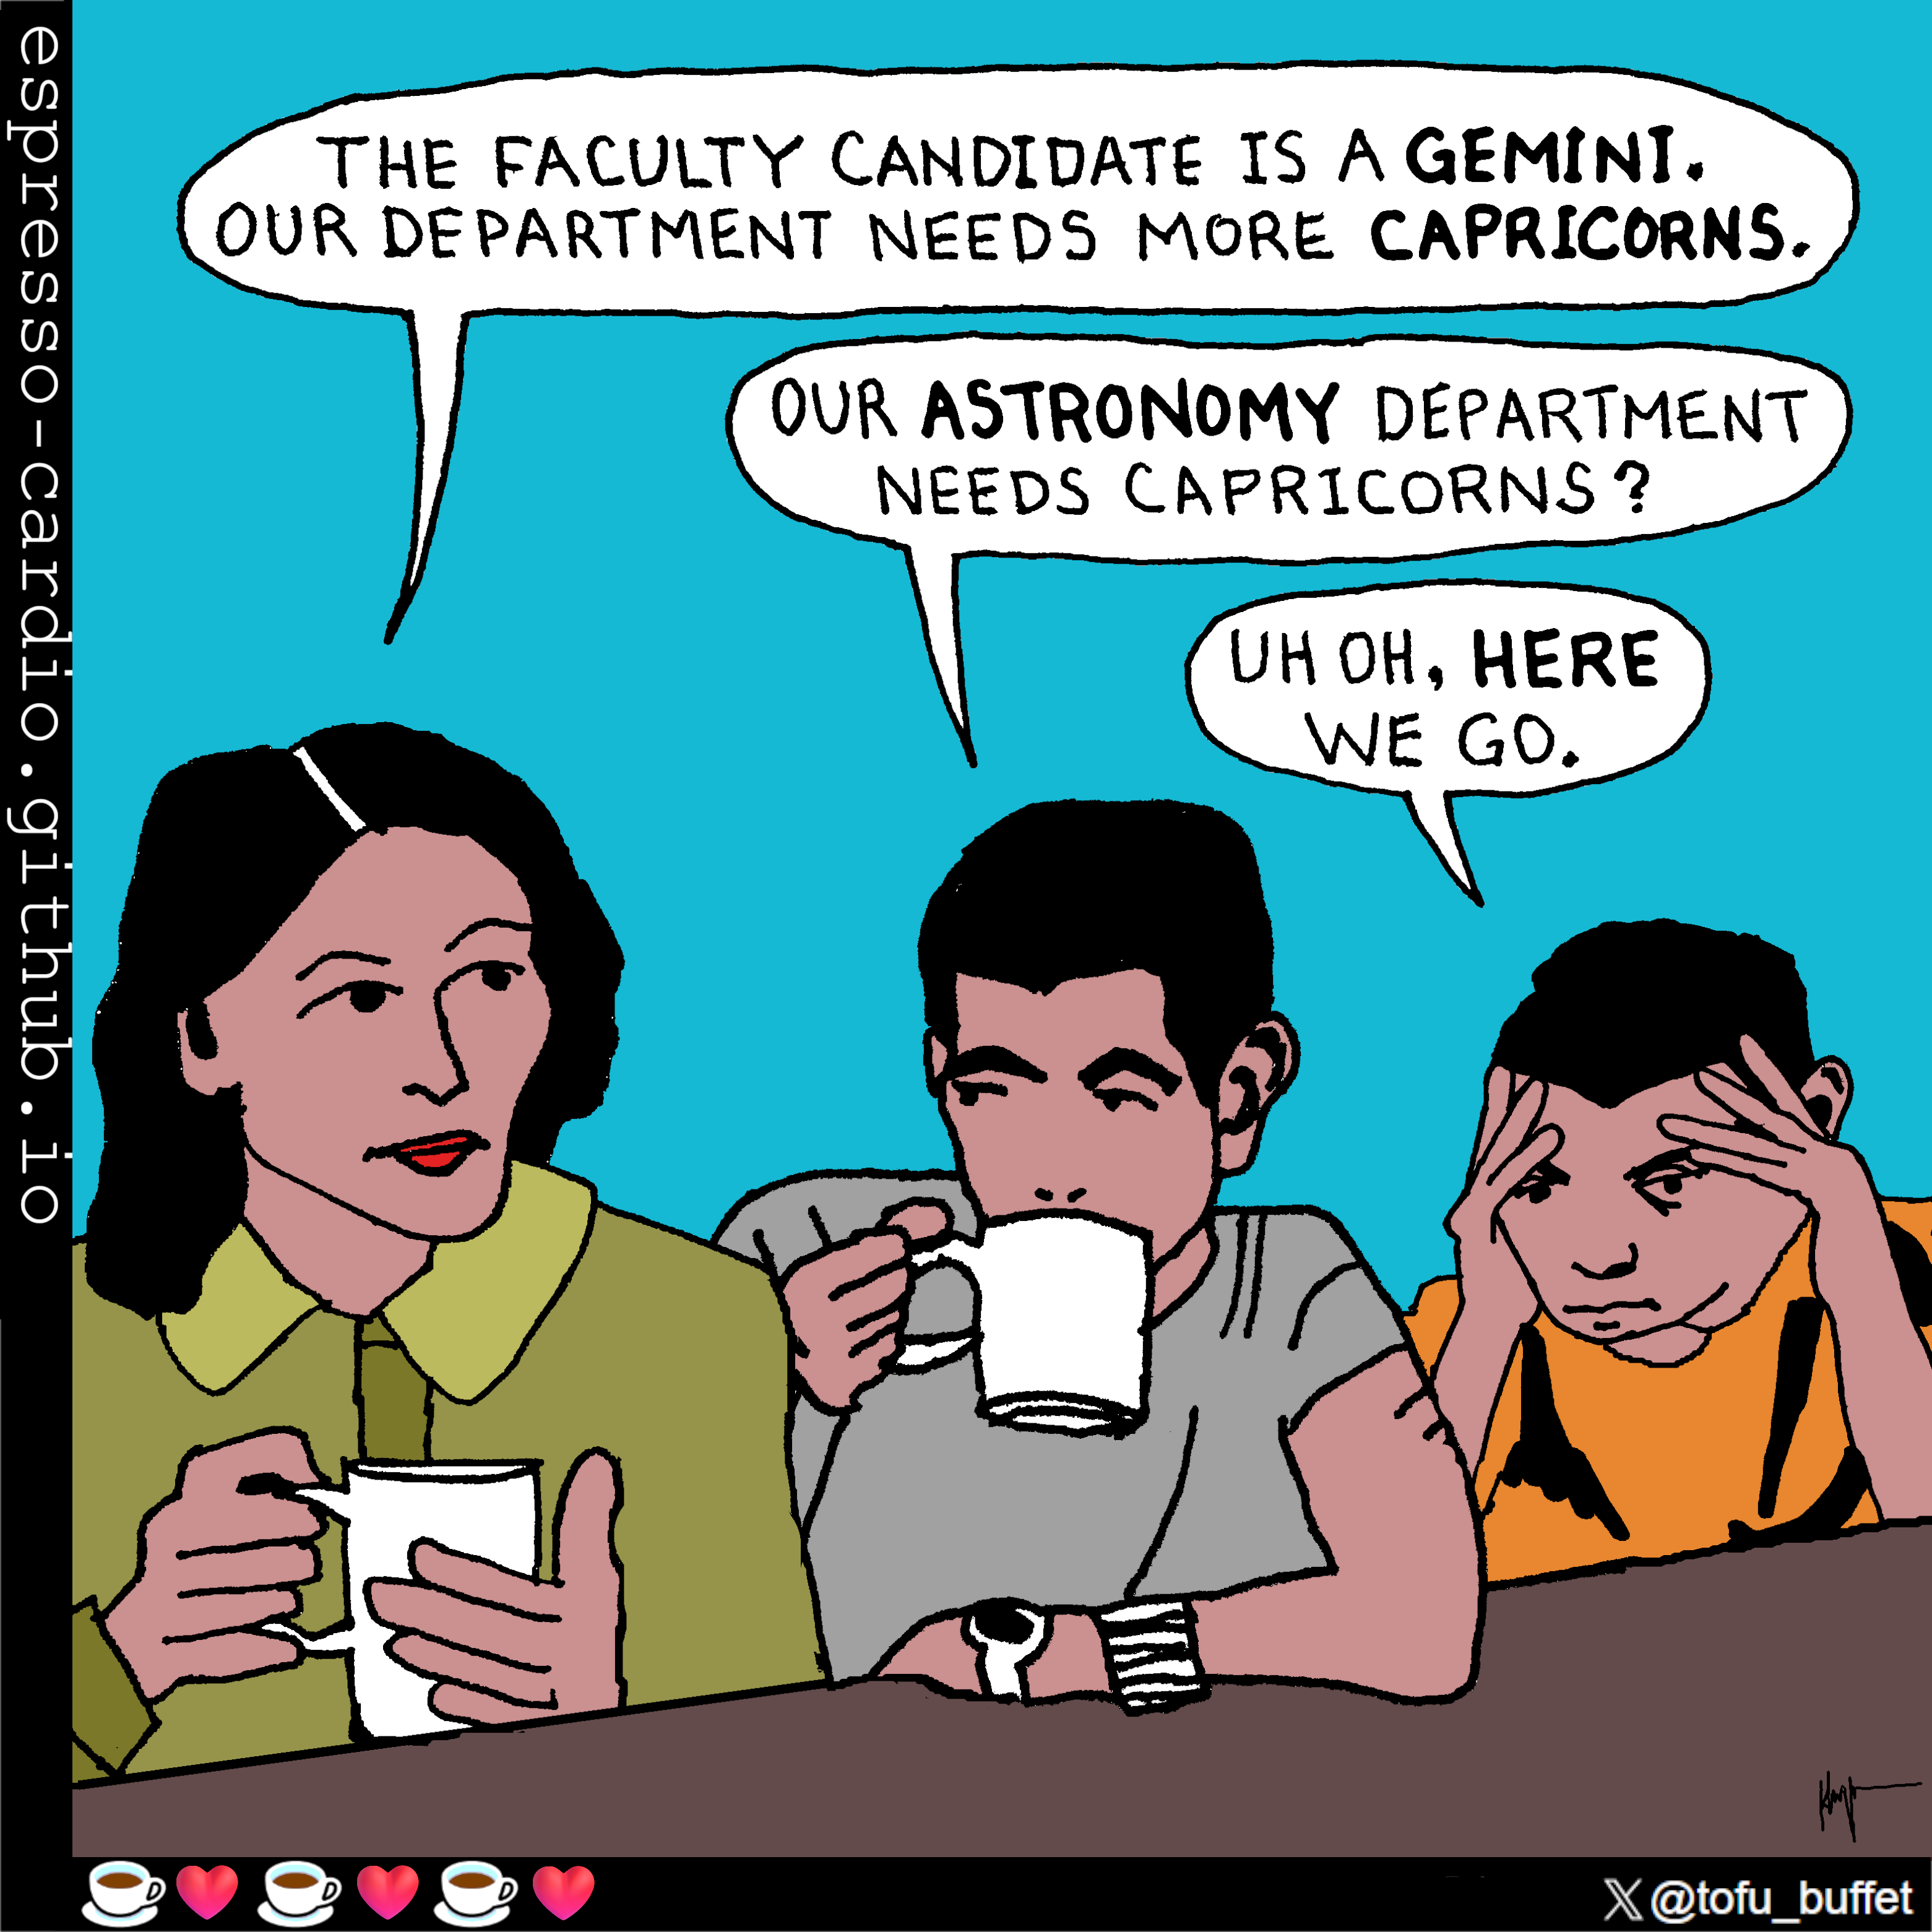 THE FACULTY CANDIDATE IS A GEMINI.
OUR DEPARTMENT NEEDS MORE CAPRICORNS.
OUR ASTRONOMY DEPARTMENT
NEEDS CAPRICORNS?
UH OH, HERE
WE GO.
espresso-cardio.github.io
X @tofu_buffet